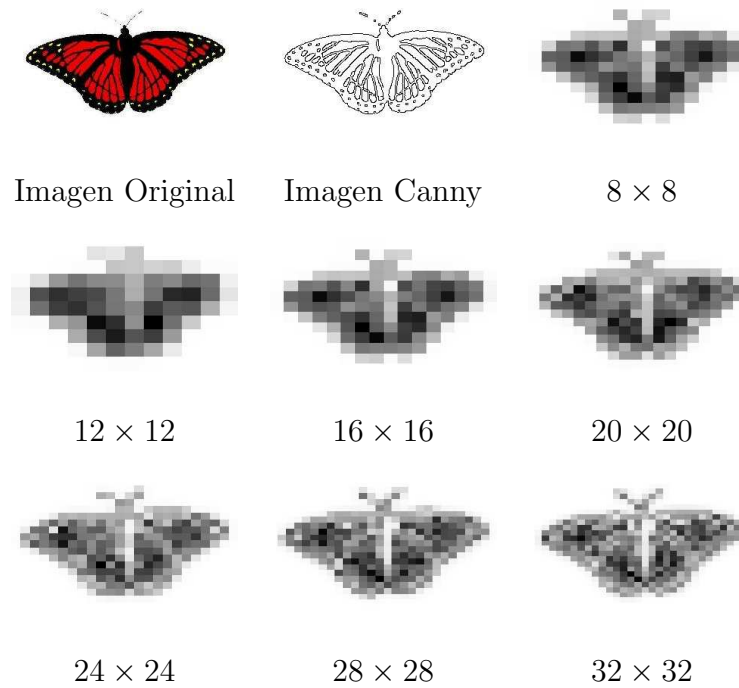 Imagen Original
Imagen Canny
8 × 8
12 × 12
16 × 16
20 × 20
24 × 24
28 × 28
32 × 32